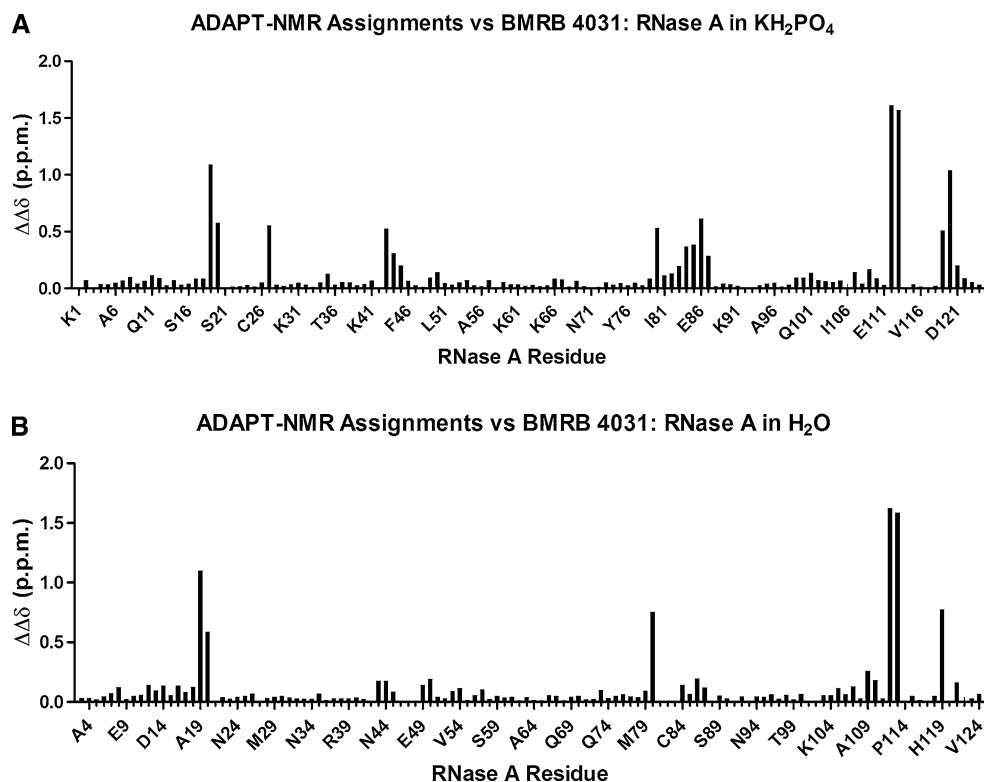 A
ADAPT-NMR Assignments vs BMRB 4031: RNase A in KH₂PO₄
2.0
1.5
1.0
0.5
0.0
ΔΔδ (p.p.m.)
K1 A6 Q11 S16 S21 C26 K31 T36 K41 F46 L51 A56 K61 K66 N71 Y76 I81 E86 K91 A96 Q101 I106 E111 V116 D121
RNase A Residue
B
ADAPT-NMR Assignments vs BMRB 4031: RNase A in H₂O
2.0
1.5
1.0
0.5
0.0
ΔΔδ (p.p.m.)
A4 E9 D14 A19 N24 M29 N34 R39 N44 E49 V54 S59 A64 Q69 Q74 M79 C84 S89 N94 T99 K104 A109 P114 H119 V124
RNase A Residue